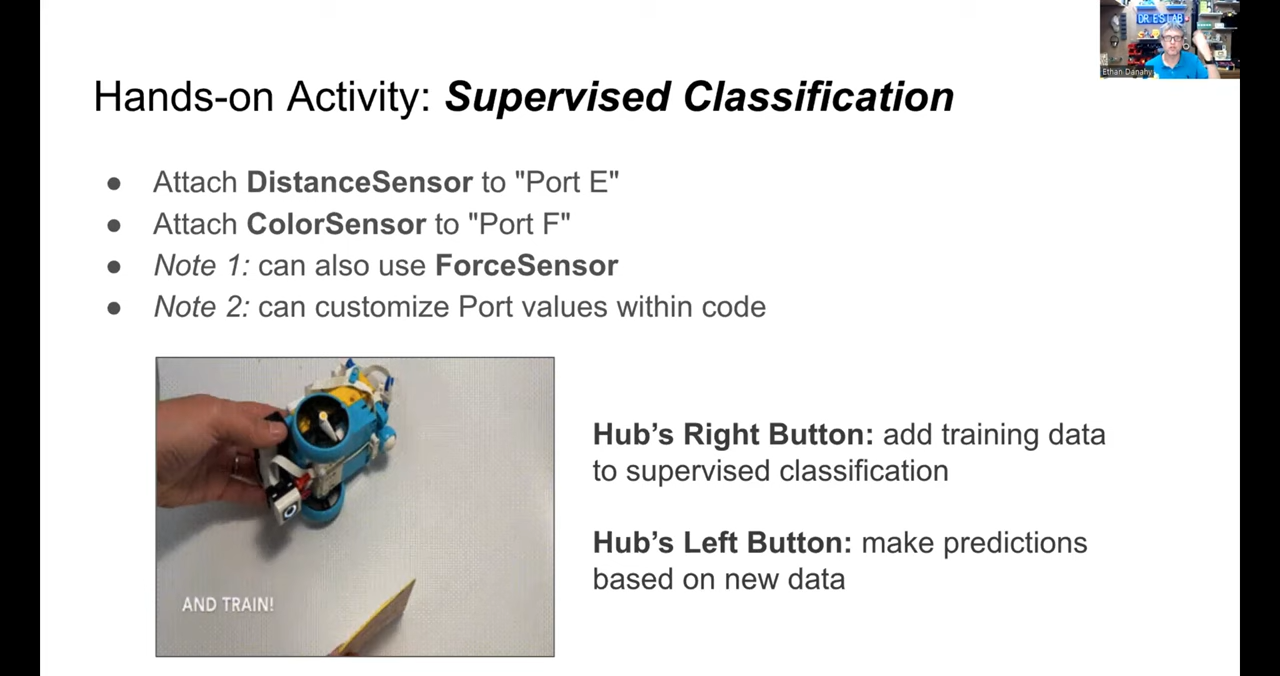 DR. E'S LAB
Ethan Danahy
Hands-on Activity: Supervised Classification
● Attach DistanceSensor to "Port E"
● Attach ColorSensor to "Port F"
● Note 1: can also use ForceSensor
● Note 2: can customize Port values within code
AND TRAIN!
Hub’s Right Button: add training data
to supervised classification
Hub’s Left Button: make predictions
based on new data